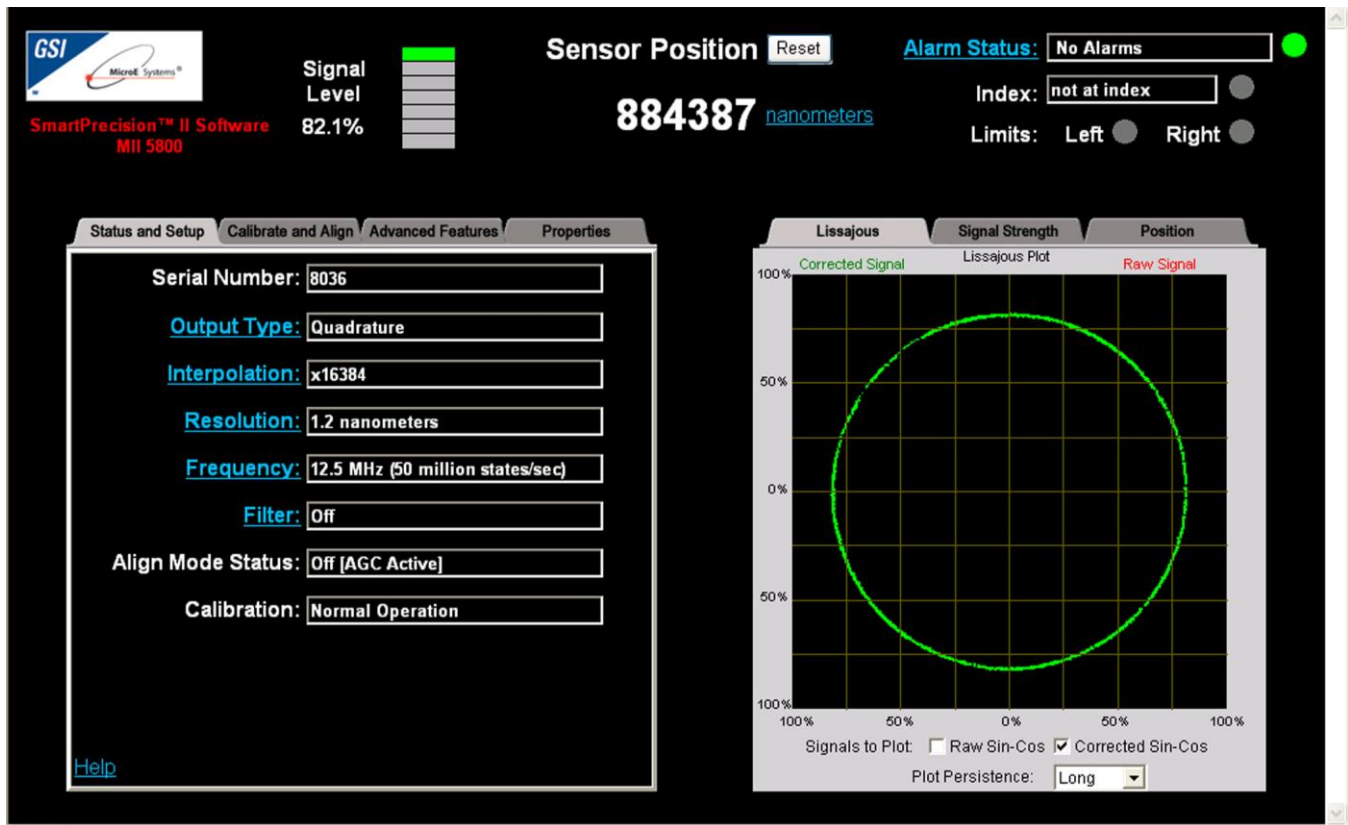 GSI
MicroE Systems®
SmartPrecision™ II Software
MII 5800
Signal
Level
82.1%
Sensor Position Reset
884387 nanometers
Alarm Status: No Alarms
Index: not at index
Limits: Left Right
Status and Setup Calibrate and Align Advanced Features Properties
Serial Number: 8036
Output Type: Quadrature
Interpolation: x16384
Resolution: 1.2 nanometers
Frequency: 12.5 MHz (50 million states/sec)
Filter: Off
Align Mode Status: Off [AGC Active]
Calibration: Normal Operation
Help
Lissajous Signal Strength Position
Corrected Signal Lissajous Plot Raw Signal
100%
50%
0%
50%
100%
100% 50% 0% 50% 100%
Signals to Plot: Raw Sin-Cos Corrected Sin-Cos
Plot Persistence: Long